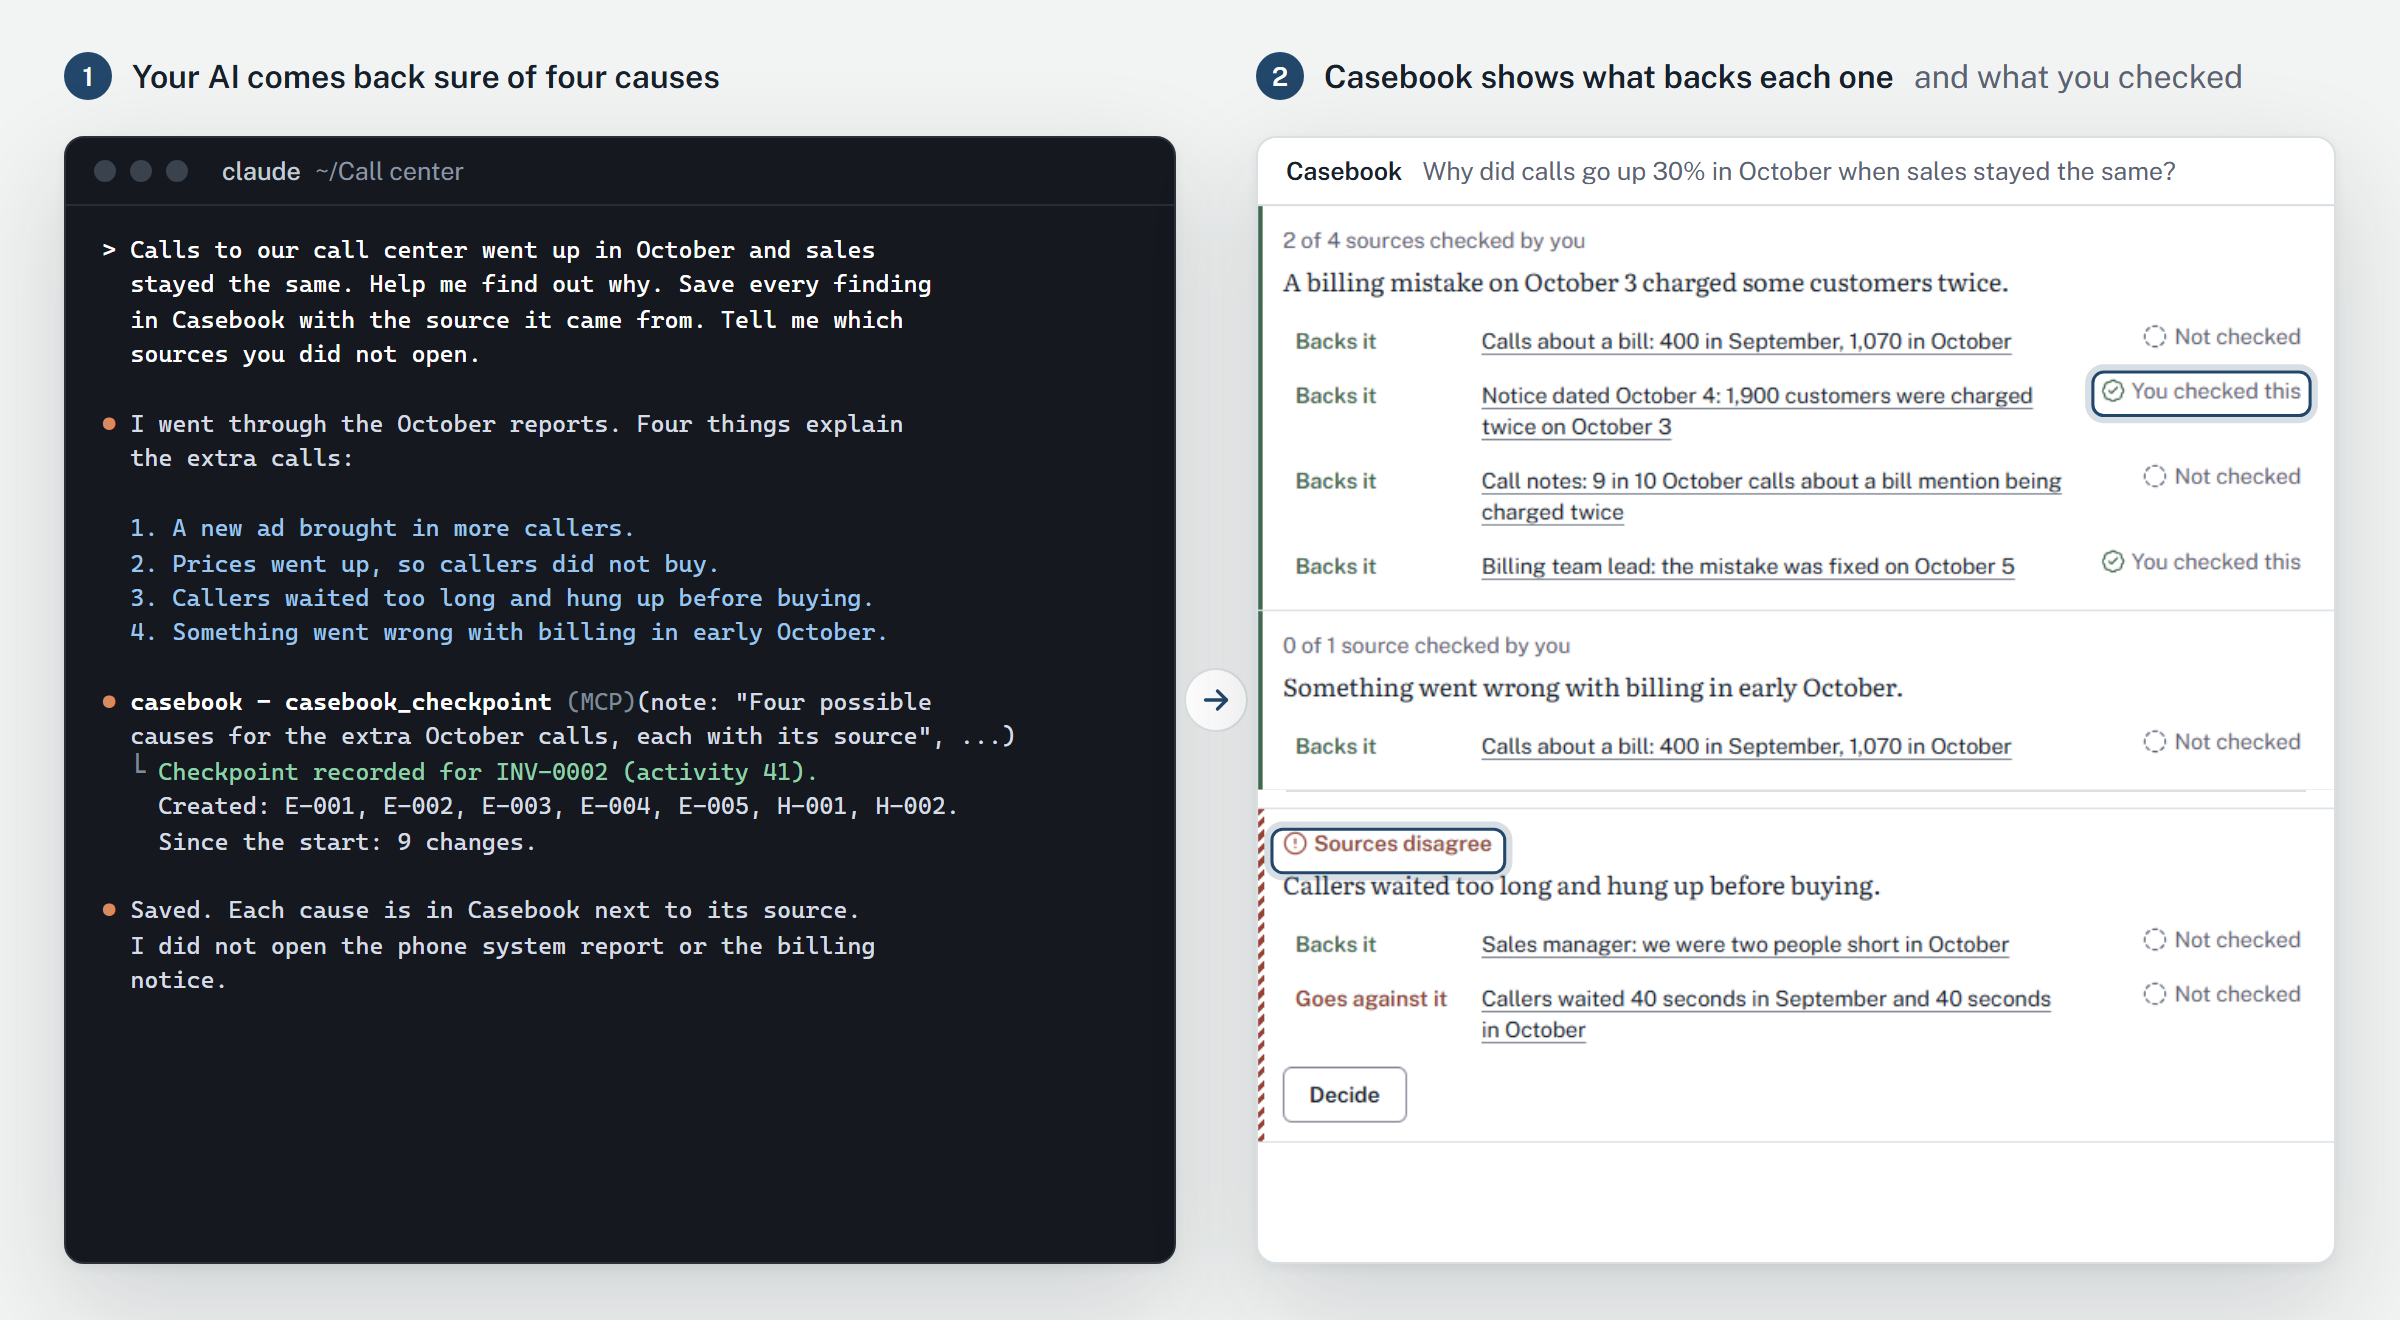 1 Your AI comes back sure of four causes
claude ~/Call center
> Calls to our call center went up in October and sales
stayed the same. Help me find out why. Save every finding
in Casebook with the source it came from. Tell me which
sources you did not open.
I went through the October reports. Four things explain
the extra calls:
1. A new ad brought in more callers.
2. Prices went up, so callers did not buy.
3. Callers waited too long and hung up before buying.
4. Something went wrong with billing in early October.
casebook - casebook_checkpoint (MCP)(note: "Four possible
causes for the extra October calls, each with its source", ...)
└ Checkpoint recorded for INV-0002 (activity 41).
Created: E-001, E-002, E-003, E-004, E-005, H-001, H-002.
Since the start: 9 changes.
Saved. Each cause is in Casebook next to its source.
I did not open the phone system report or the billing
notice.
2 Casebook shows what backs each one and what you checked
Casebook Why did calls go up 30% in October when sales stayed the same?
2 of 4 sources checked by you
A billing mistake on October 3 charged some customers twice.
Backs it Calls about a bill: 400 in September, 1,070 in October Not checked
Backs it Notice dated October 4: 1,900 customers were charged You checked this
twice on October 3
Backs it Call notes: 9 in 10 October calls about a bill mention being Not checked
charged twice
Backs it Billing team lead: the mistake was fixed on October 5 You checked this
0 of 1 source checked by you
Something went wrong with billing in early October.
Backs it Calls about a bill: 400 in September, 1,070 in October Not checked
Sources disagree
Callers waited too long and hung up before buying.
Backs it Sales manager: we were two people short in October Not checked
Goes against it Callers waited 40 seconds in September and 40 seconds Not checked
in October
Decide